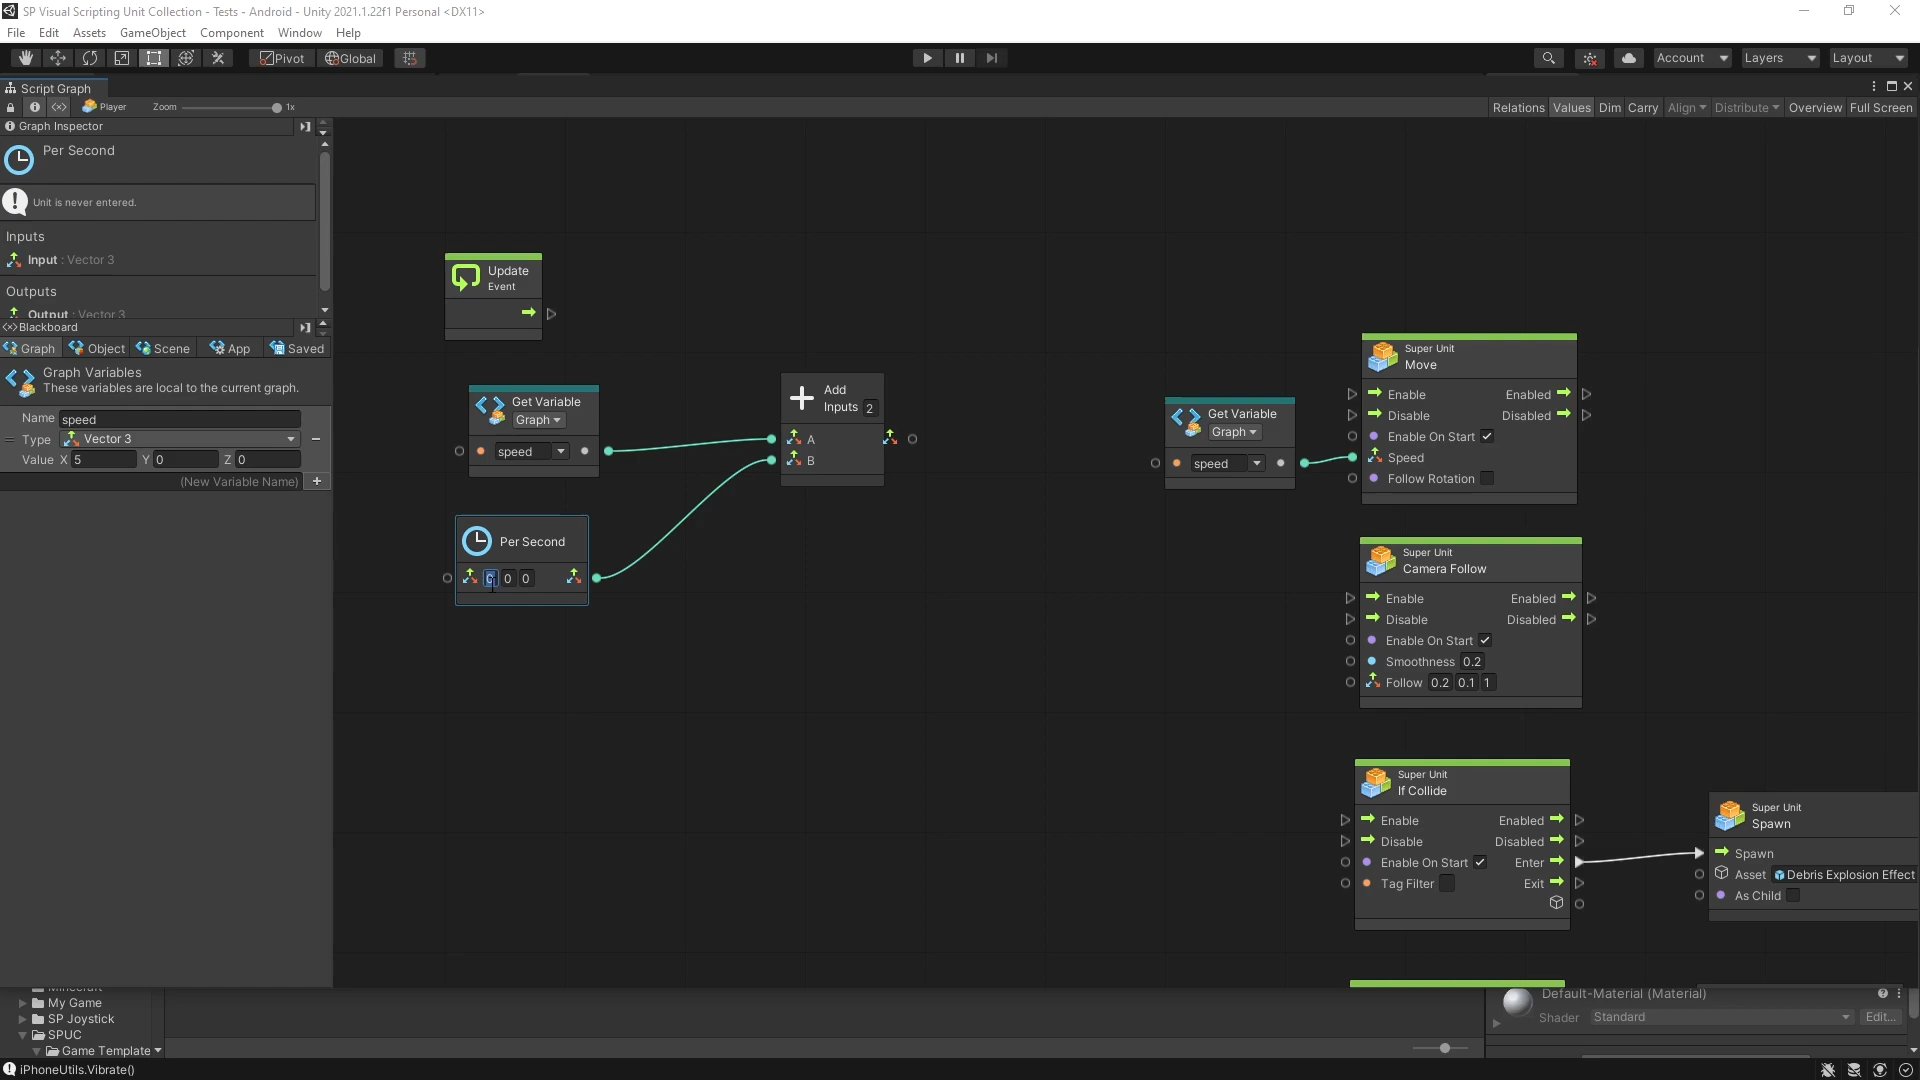 SP Visual Scripting Unit Collection - Tests - Android - Unity 2021.1.22f1 Personal <DX11>
File Edit Assets GameObject Component Window Help
Pivot Global Account Layers Layout
Script Graph
<x> Player Zoom 1x Relations Values Dim Carry Align Distribute Overview Full Screen
Graph Inspector
Per Second
Unit is never entered.
Inputs
Input : Vector 3
Outputs
Output : Vector 3
<x> Blackboard
Graph Object Scene App Saved
Graph Variables
These variables are local to the current graph.
Name speed
Type Vector 3
Value X 5 Y 0 Z 0
(New Variable Name) +
Update
Event
Get Variable
Graph
speed
Add
Inputs 2
A
B
Per Second
0 0 0
Get Variable
Graph
speed
Super Unit
Move
Enable Enabled
Disable Disabled
Enable On Start
Speed
Follow Rotation
Super Unit
Camera Follow
Enable Enabled
Disable Disabled
Enable On Start
Smoothness 0.2
Follow 0.2 0.1 1
Super Unit
If Collide
Enable Enabled
Disable Disabled
Enable On Start Enter
Tag Filter Exit
Super Unit
Spawn
Spawn
Asset Debris Explosion Effect
As Child
Minecraft
My Game
SP Joystick
SPUC
Game Template
Default-Material (Material)
Shader Standard Edit...
iPhoneUtils.Vibrate()